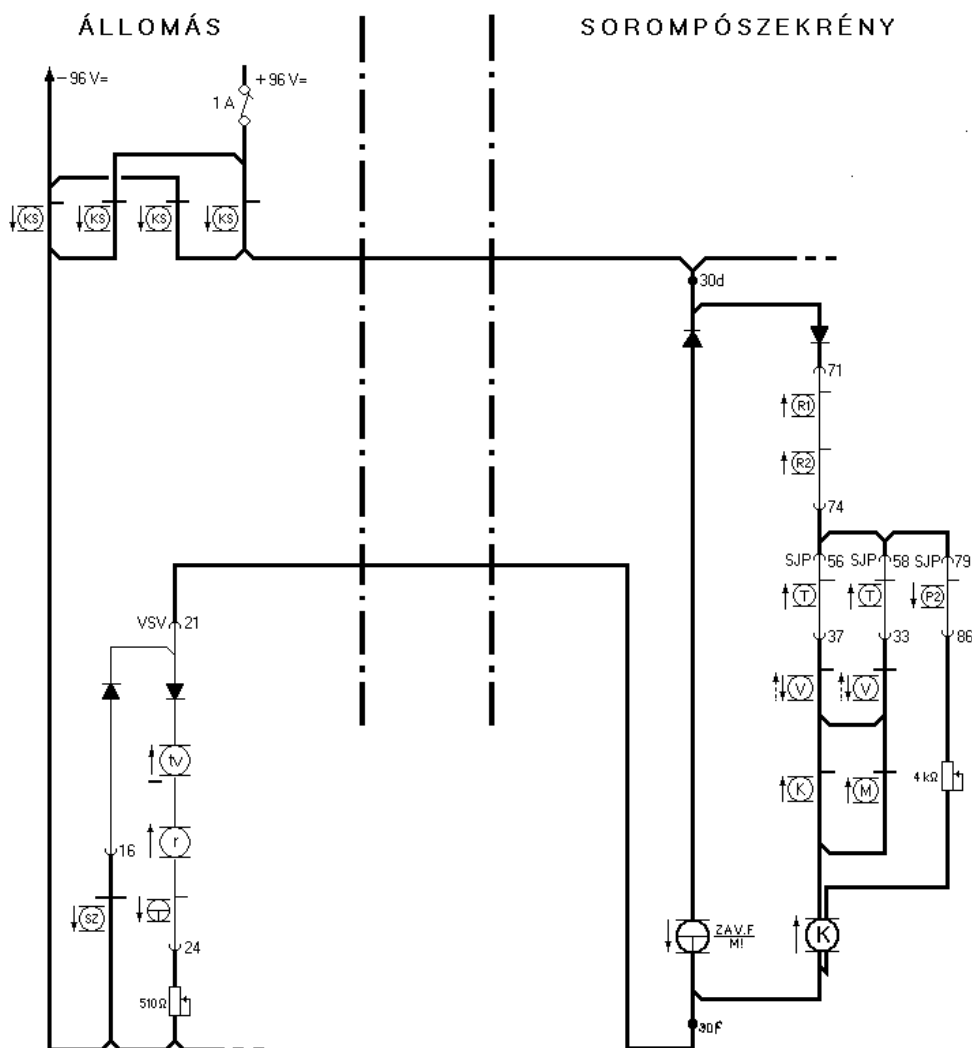 ÁLLOMÁS
SOROMPÓSZEKRÉNY
-96 V=
+96 V=
1 A
KS
KS
KS
KS
30d
71
R1
R2
74
SJP 56
SJP 58
SJP 79
T
T
P2
37
33
86
VSV 21
V
V
tv
K
M
4 kΩ
r
16
SZ
24
ZAV.F
M!
K
510Ω
30F